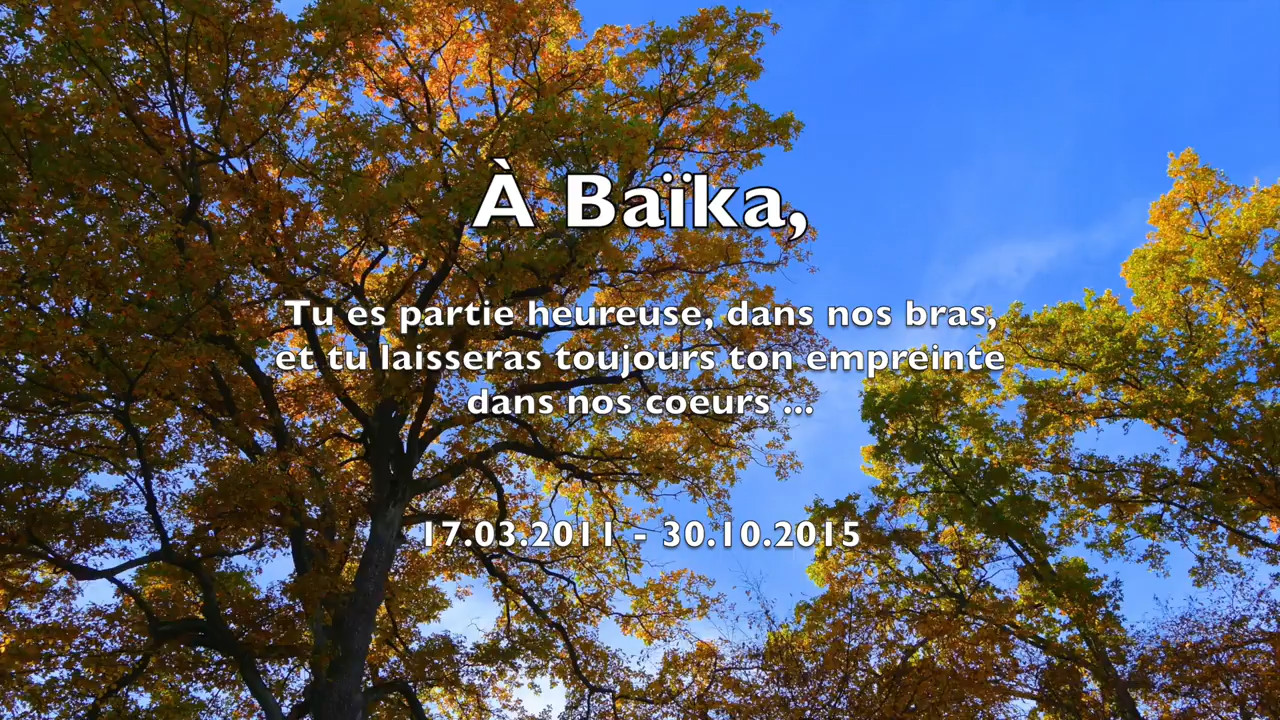 À Baïka,
Tu es partie heureuse, dans nos bras,
et tu laisseras toujours ton empreinte
dans nos coeurs ...
17.03.2011 - 30.10.2015